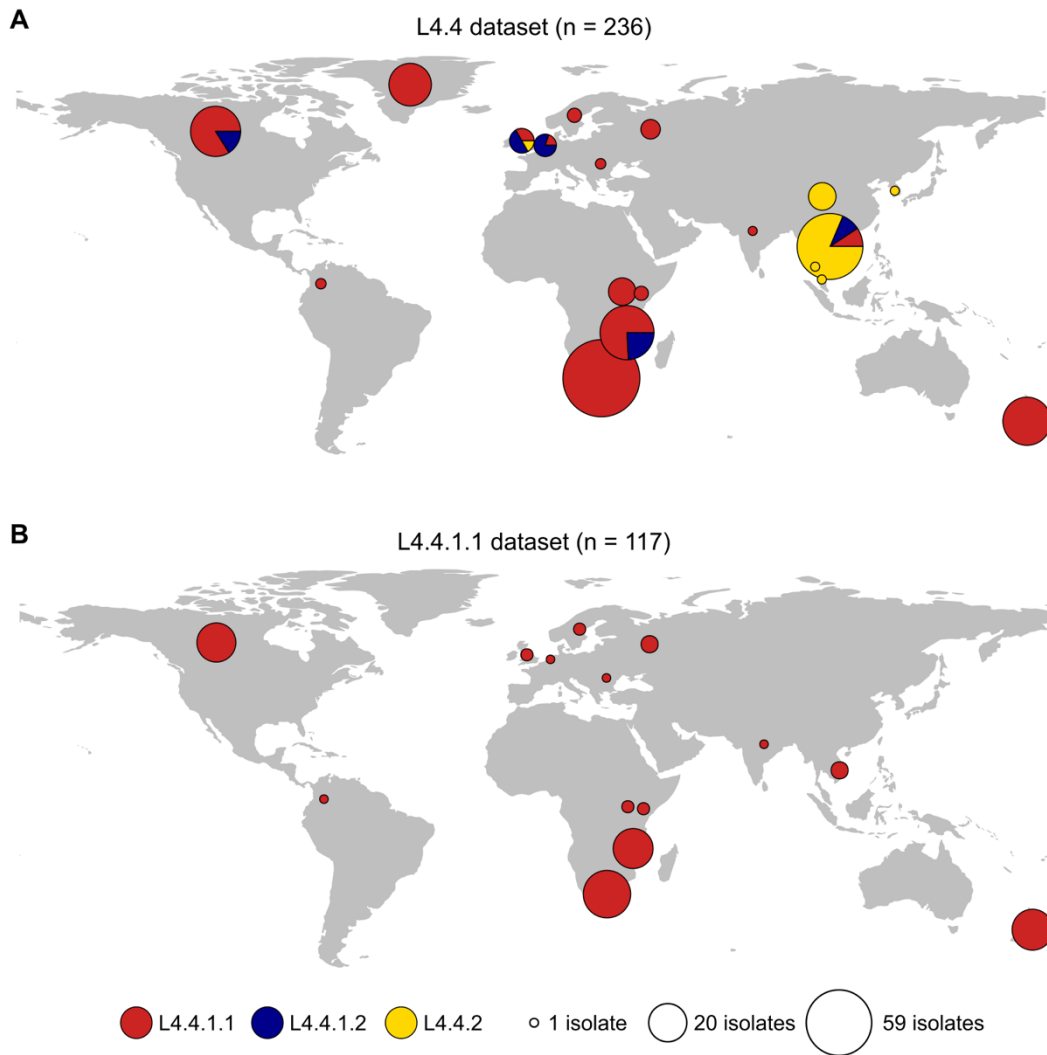 A
L4.4 dataset (n = 236)
B
L4.4.1.1 dataset (n = 117)
L4.4.1.1 L4.4.1.2 L4.4.2 1 isolate 20 isolates 59 isolates